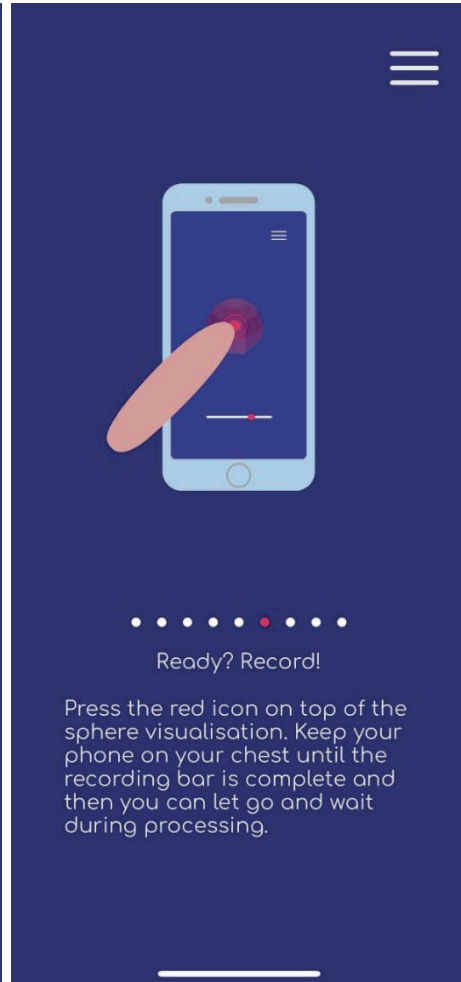 Ready? Record!
Press the red icon on top of the
sphere visualisation. Keep your
phone on your chest until the
recording bar is complete and
then you can let go and wait
during processing.